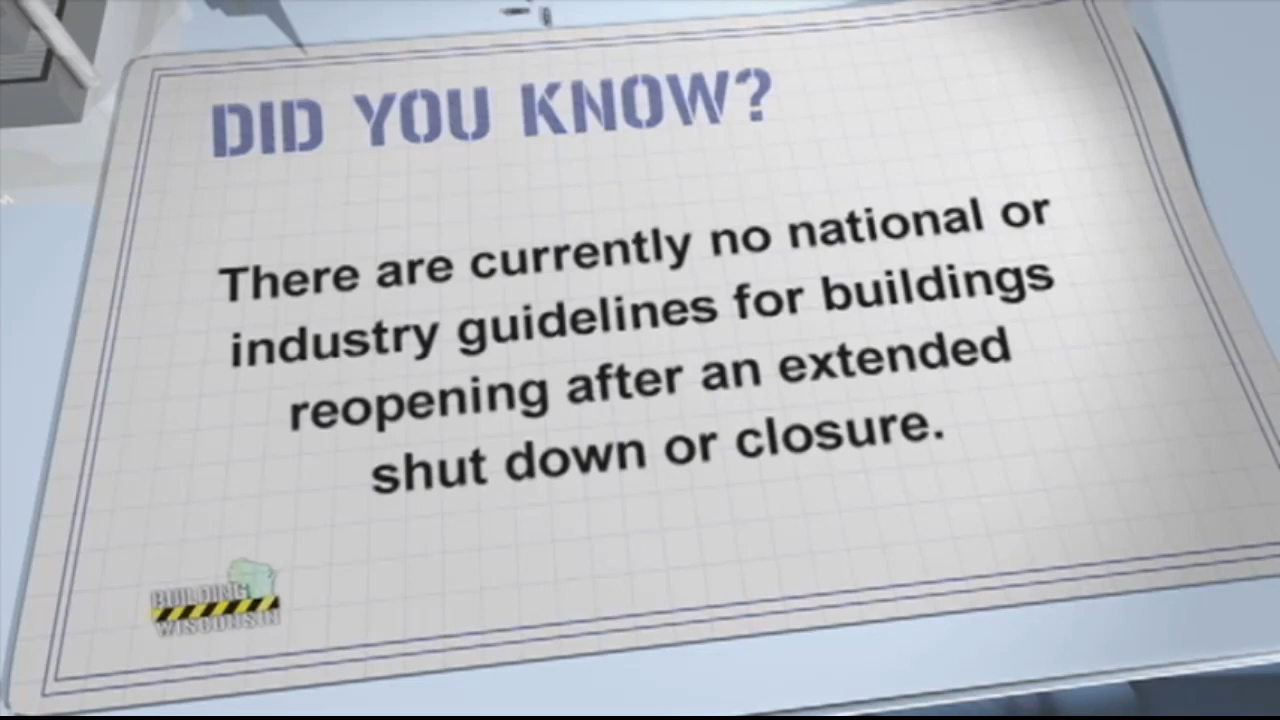 DID YOU KNOW?
There are currently no national or
industry guidelines for buildings
reopening after an extended
shut down or closure.
BUILDING
WISCONSIN